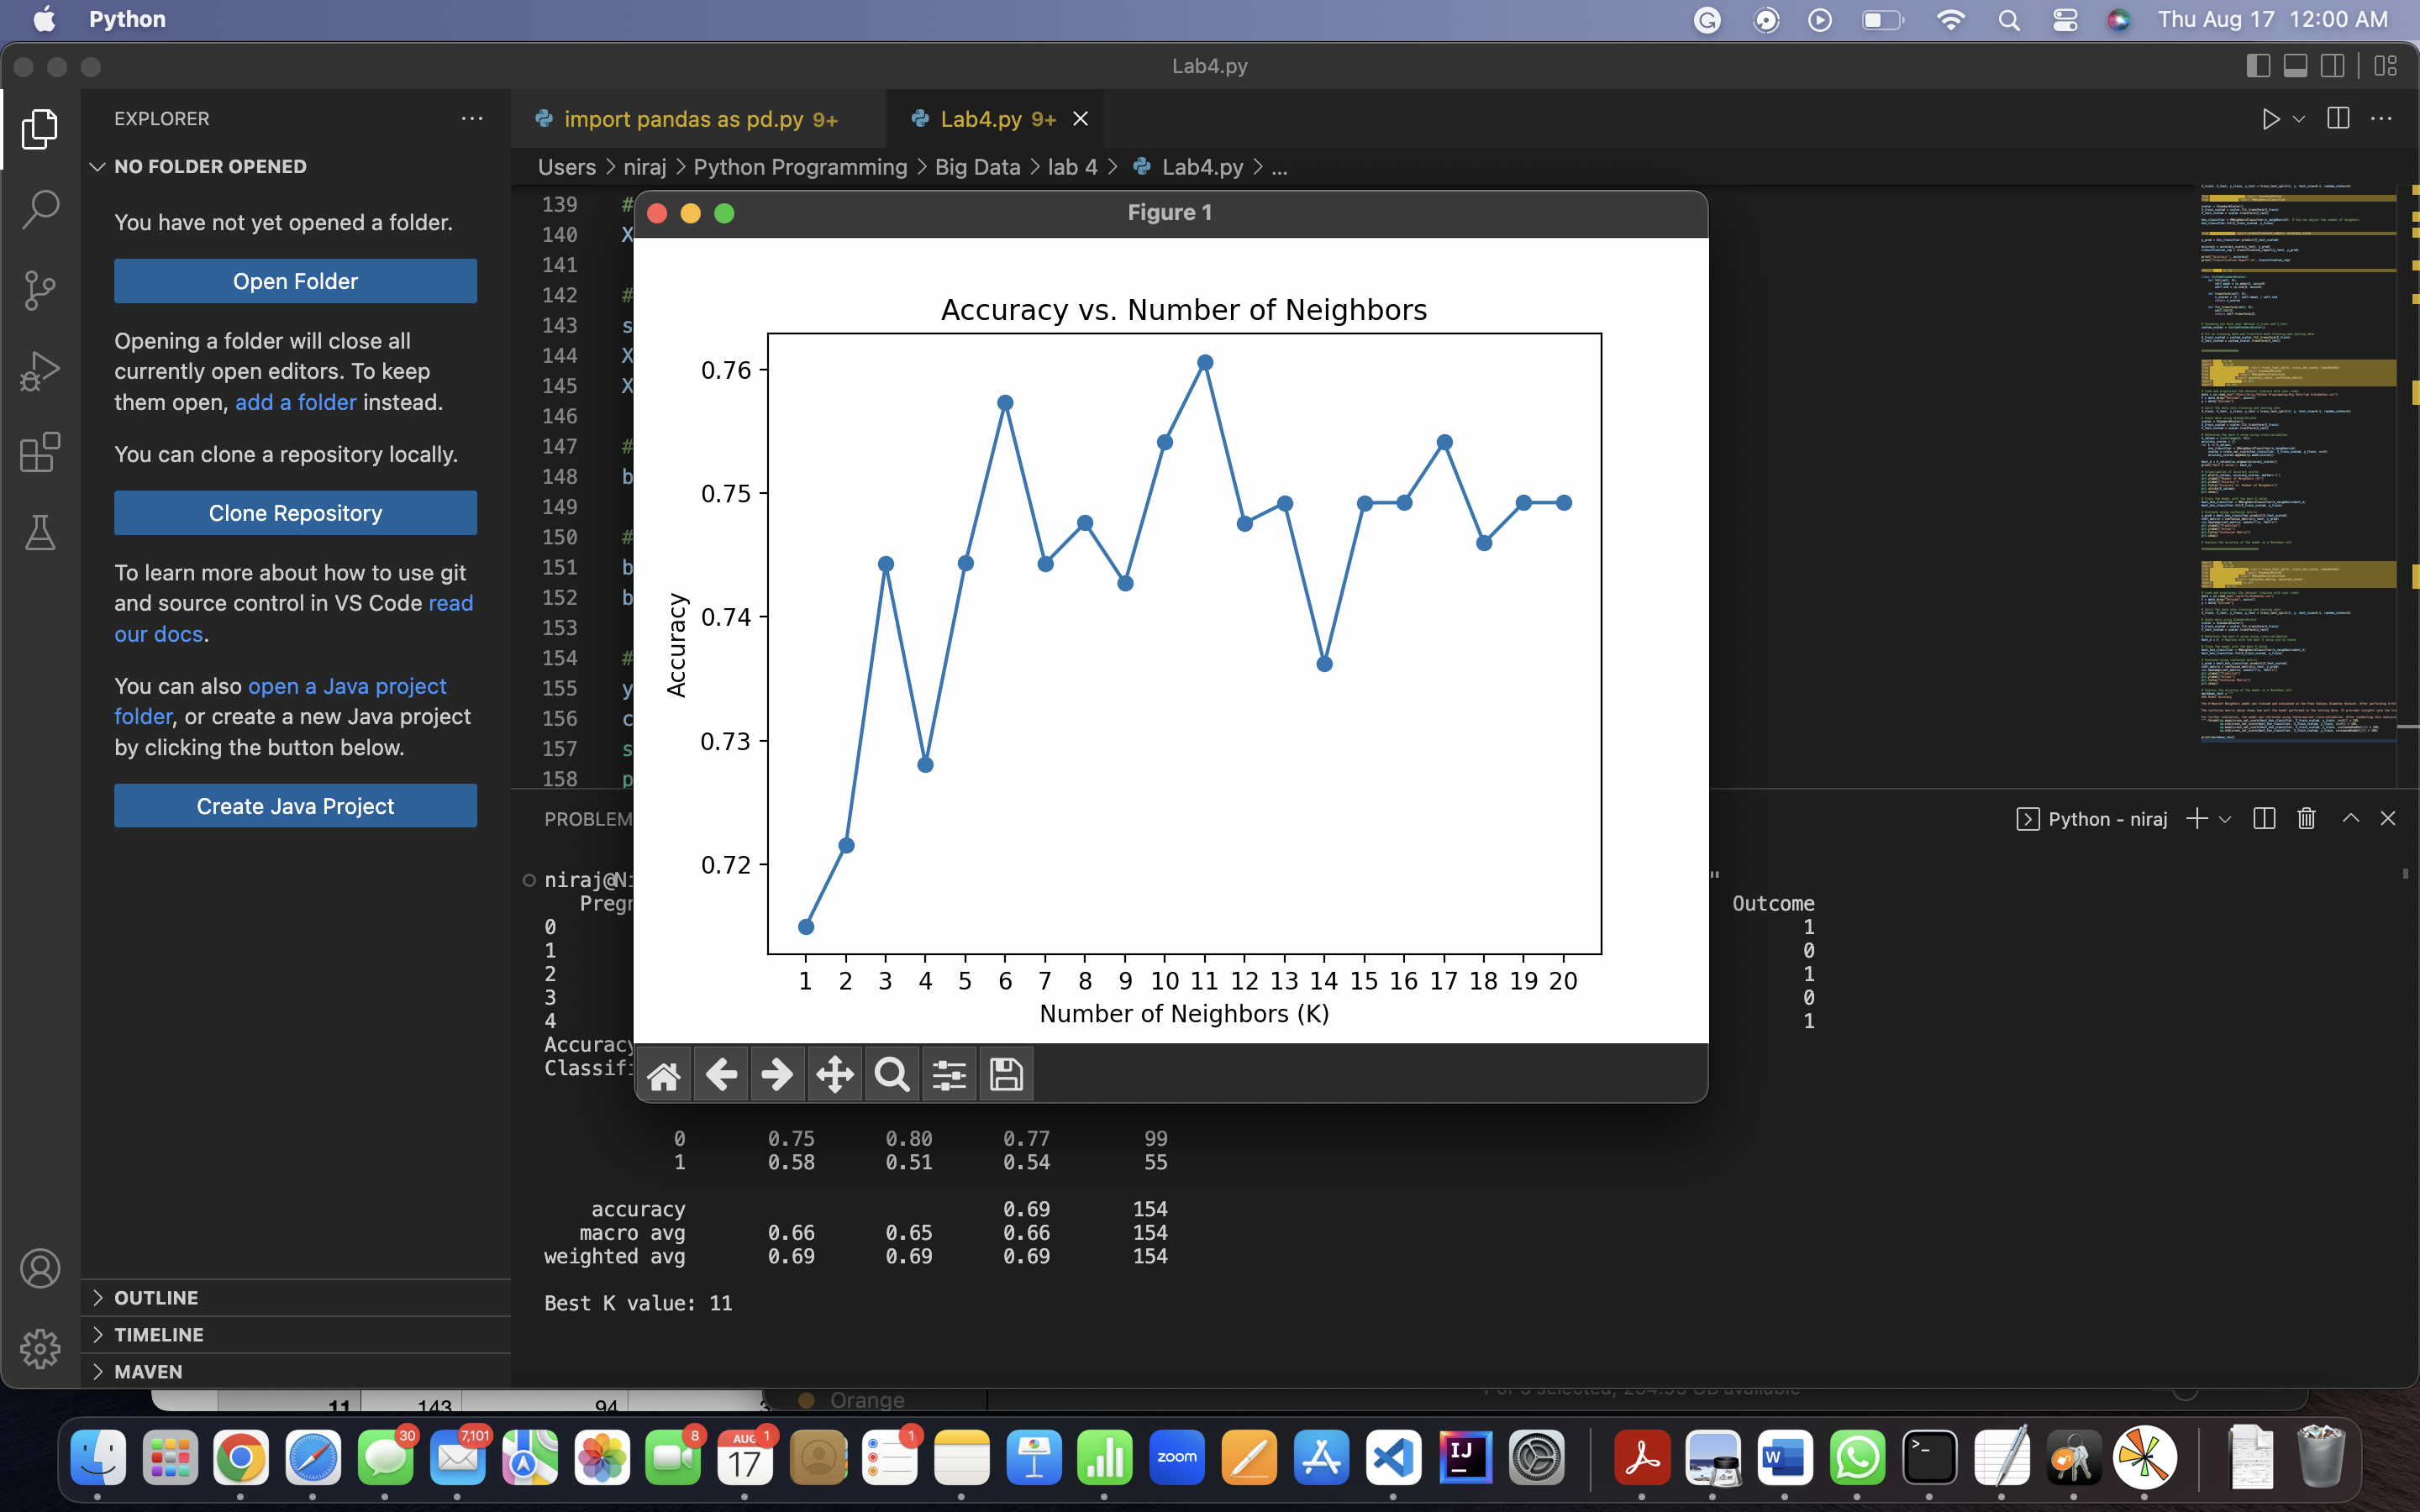 Python
Thu Aug 17 12:00 AM
Lab4.py
EXPLORER
import pandas as pd.py 9+
Lab4.py 9+
NO FOLDER OPENED
Users > niraj > Python Programming > Big Data > lab 4 > Lab4.py > ...
You have not yet opened a folder.
Open Folder
Opening a folder will close all
currently open editors. To keep
them open, add a folder instead.
You can clone a repository locally.
Clone Repository
To learn more about how to use git
and source control in VS Code read
our docs.
You can also open a Java project
folder, or create a new Java project
by clicking the button below.
Create Java Project
OUTLINE
TIMELINE
MAVEN
139 #
140 X
141
142 #
143 s
144 X
145 X
146
147 #
148 b
149
150 #
151 b
152 b
153
154 #
155 y
156 c
157 s
158 p
Figure 1
Accuracy vs. Number of Neighbors
Accuracy
0.76
0.75
0.74
0.73
0.72
1 2 3 4 5 6 7 8 9 10 11 12 13 14 15 16 17 18 19 20
Number of Neighbors (K)
PROBLEM
Python - niraj
niraj@Ni
"
Pregn
Outcome
0 1
1 0
2 1
3 0
4 1
Accuracy
Classifi
0 0.75 0.80 0.77 99
1 0.58 0.51 0.54 55
accuracy 0.69 154
macro avg 0.66 0.65 0.66 154
weighted avg 0.69 0.69 0.69 154
Best K value: 11
11 143 94
Orange
30
7,101
8
AUG 1
17
1
zoom
IJ
W
>_